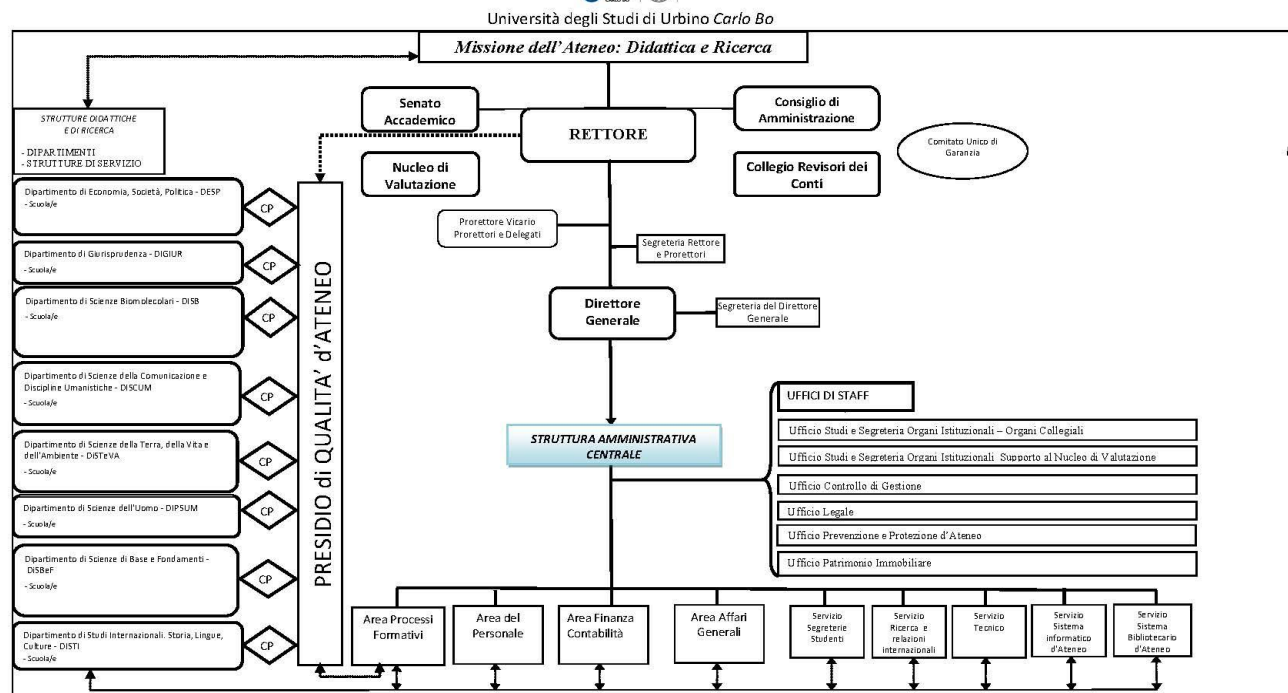 Università degli Studi di Urbino Carlo Bo
Missione dell'Ateneo: Didattica e Ricerca
STRUTTURE DIDATTICHE
E DI RICERCA
- DIPARTIMENTI
- STRUTTURE DI SERVIZIO
Senato
Accademico
Consiglio di
Amministrazione
RETTORE
Nucleo di
Valutazione
Collegio Revisori dei
Conti
Comitato Unico di
Garanzia
Prorettore Vicario
Prorettori e Delegati
Segreteria Rettore
e Prorettori
Direttore
Generale
Segreteria del Direttore
Generale
Dipartimento di Economia, Società, Politica - DESP
- Scuola/e
CP
Dipartimento di Giurisprudenza - DIGIUR
- Scuola/e
CP
Dipartimento di Scienze Biomolecolari - DISB
- Scuola/e
CP
Dipartimento di Scienze della Comunicazione e
Discipline Umanistiche - DISCUM
- Scuola/e
CP
Dipartimento di Scienze della Terra, della Vita e
dell'Ambiente - DiSTeVA
- Scuola/e
CP
Dipartimento di Scienze dell'Uomo - DIPSUM
- Scuola/e
CP
Dipartimento di Scienze di Base e Fondamenti -
DiSBeF
- Scuola/e
CP
Dipartimento di Studi Internazionali. Storia, Lingue,
Culture - DISTI
- Scuola/e
CP
PRESIDIO di QUALITA' d'ATENEO
STRUTTURA AMMINISTRATIVA
CENTRALE
UFFICI DI STAFF
Ufficio Studi e Segreteria Organi Istituzionali – Organi Collegiali
Ufficio Studi e Segreteria Organi Istituzionali Supporto al Nucleo di Valutazione
Ufficio Controllo di Gestione
Ufficio Legale
Ufficio Prevenzione e Protezione d'Ateneo
Ufficio Patrimonio Immobiliare
Area Processi
Formativi
Area del
Personale
Area Finanza
Contabilità
Area Affari
Generali
Servizio
Segreterie
Studenti
Servizio
Ricerca e
relazioni
internazionali
Servizio
Tecnico
Servizio
Sistema
informatico
d'Ateneo
Servizio
Sistema
Bibliotecario
d'Ateneo